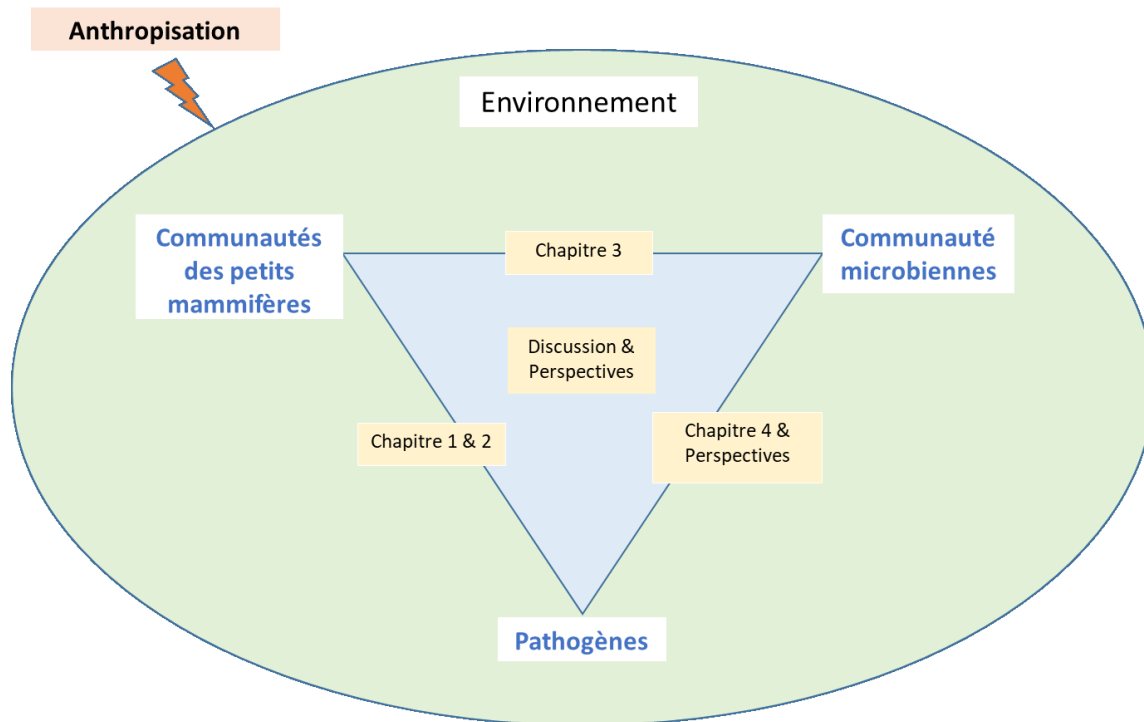 Anthropisation
Environnement
Communautés
des petits
mammifères
Communauté
microbiennes
Chapitre 3
Discussion &
Perspectives
Chapitre 1 & 2
Chapitre 4 &
Perspectives
Pathogènes